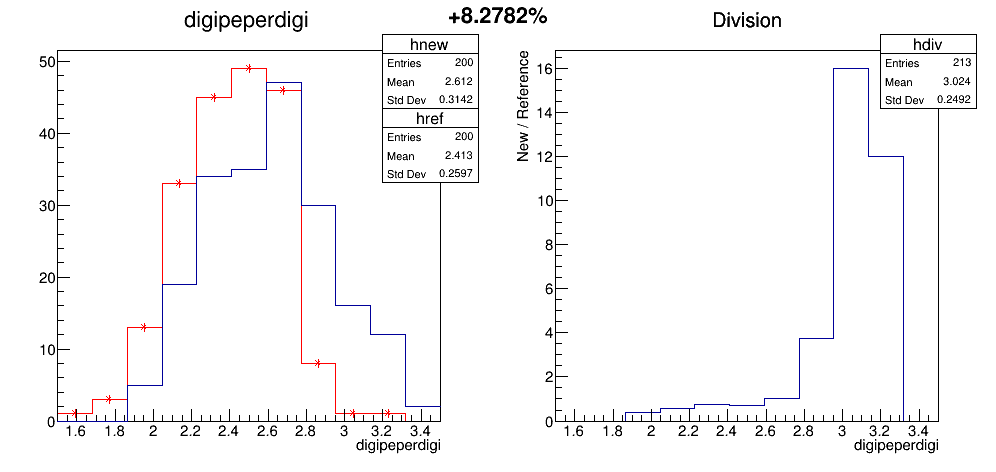 digipeperdigi
+8.2782%
hnew
Entries 200
Mean 2.612
Std Dev 0.3142
href
Entries 200
Mean 2.413
Std Dev 0.2597
50
40
30
20
10
0
1.6 1.8 2 2.2 2.4 2.6 2.8 3 3.2 3.4
digipeperdigi
Division
hdiv
Entries 213
Mean 3.024
Std Dev 0.2492
New / Reference
16
14
12
10
8
6
4
2
0
1.6 1.8 2 2.2 2.4 2.6 2.8 3 3.2 3.4
digipeperdigi